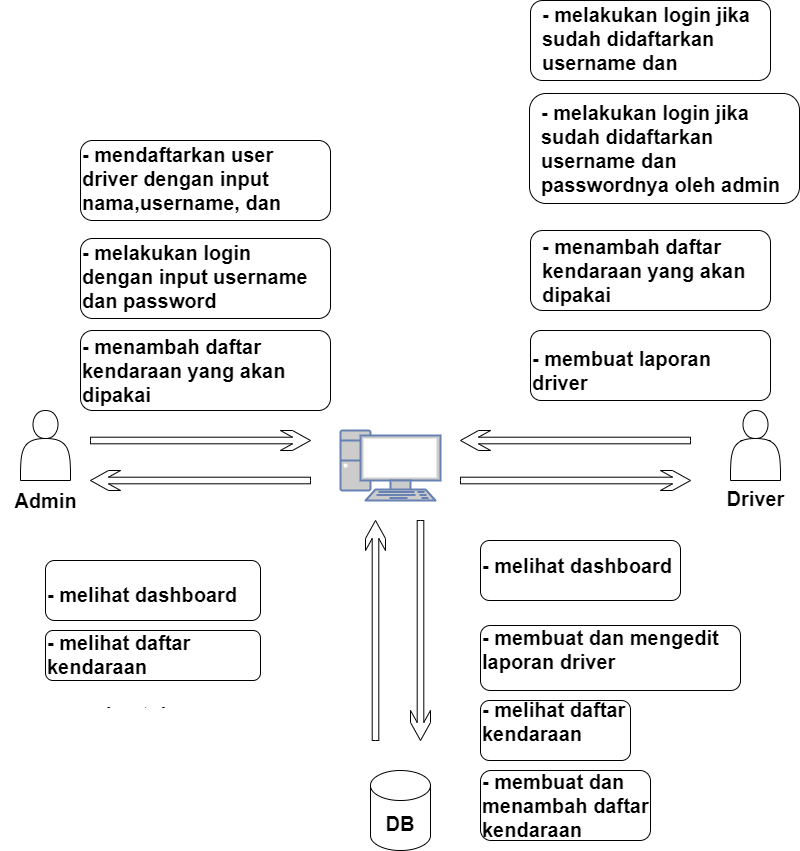 - melakukan login jika
sudah didaftarkan
username dan
- melakukan login jika
sudah didaftarkan
username dan
passwordnya oleh admin
- mendaftarkan user
driver dengan input
nama,username, dan
- melakukan login
dengan input username
dan password
- menambah daftar
kendaraan yang akan
dipakai
- menambah daftar
kendaraan yang akan
dipakai
- membuat laporan
driver
Admin
Driver
- melihat dashboard
- melihat daftar
kendaraan
- melihat dashboard
- membuat dan mengedit
laporan driver
- melihat daftar
kendaraan
- membuat dan
menambah daftar
kendaraan
DB